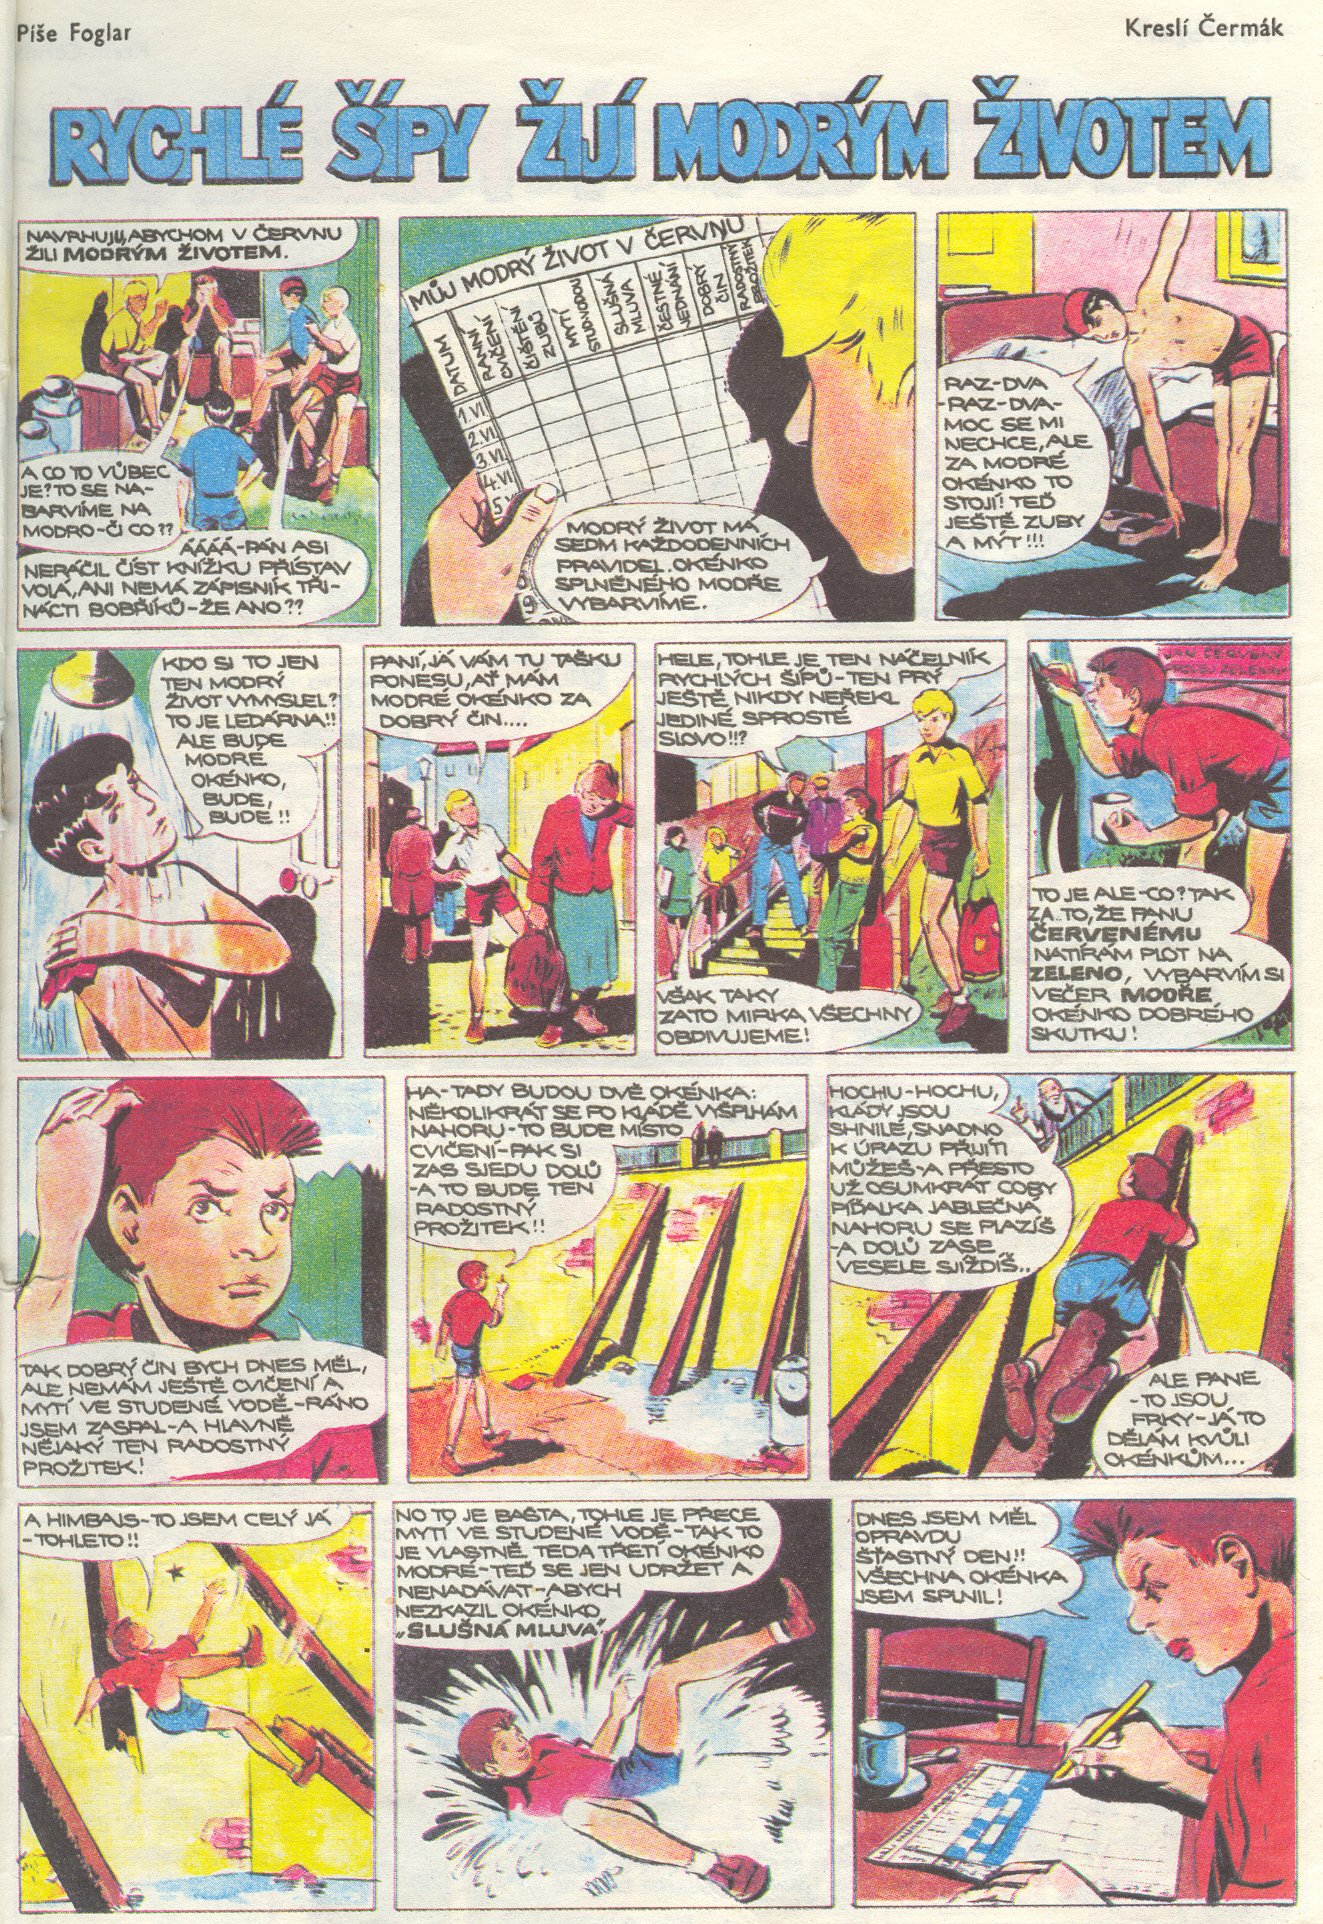 Píše Foglar
Kreslí Čermák
RYCHLÉ ŠÍPY ŽIJÍ MODRÝM ŽIVOTEM
NAVRHUJU, ABYCHOM V ČERVNU
ŽILI MODRÝM ŽIVOTEM.
A CO TO VŮBEC
JE? TO SE NA-
BARVÍME NA
MODRO-ČI CO??
ÁÁÁÁ-PÁN ASI
NERÁČIL ČÍST KNÍŽKU PŘÍSTAV
VOLÁ, ANI NEMÁ ZÁPISNÍK TŘI-
NÁCTI BOBŘÍKŮ-ŽE ANO??
MŮJ MODRÝ ŽIVOT V ČERVNU
DATUM
RANNÍ
CVIČENÍ
ČIŠTĚNÍ
ZUBŮ
MYTÍ
STUD.VODOU
SLUŠNÁ
MLUVA
ČESTNÉ
JEDNÁNÍ
DOBRÝ
ČIN
RADOSTNÝ
PROŽITEK
1.VI.
2.VI.
3.VI.
4.VI.
5.
9
MODRÝ ŽIVOT MÁ
SEDM KAŽDODENNÍCH
PRAVIDEL. OKÉNKO
SPLNĚNÉHO MODŘE
VYBARVÍME.
RAZ-DVA
-RAZ-DVA-
MOC SE MI
NECHCE, ALE
ZA MODRÉ
OKÉNKO TO
STOJÍ! TEĎ
JEŠTĚ ZUBY
A MÝT!!!
KDO SI TO JEN
TEN MODRÝ
ŽIVOT VYMYSLEL?
TO JE LEDÁRNA!!
ALE BUDE
MODRÉ
OKÉNKO,
BUDE,
BUDE!!
PANÍ, JÁ VÁM TU TAŠKU
PONESU, AŤ MÁM
MODRÉ OKÉNKO ZA
DOBRÝ ČIN....
HELE, TOHLE JE TEN NÁČELNÍK
RYCHLÝCH ŠÍPŮ-TEN PRÝ
JEŠTĚ NIKDY NEŘEKL
JEDINÉ SPROSTÉ
SLOVO!!?
VŠAK TAKY
ZATO MIRKA VŠICHNY
OBDIVUJEME!
JAN ČERVENÝ
TO JE ALE-CO? TAK
ZA TO, ŽE PANU
ČERVENÉMU
NATÍRÁM PLOT NA
ZELENO, VYBARVÍM SI
VEČER MODŘE
OKÉNKO DOBRÉHO
SKUTKU!
TAK DOBRÝ ČIN BYCH DNES MĚL,
ALE NEMÁM JEŠTĚ CVIČENÍ A
MYTÍ VE STUDENÉ VODĚ-RÁNO
JSEM ZASPAL-A HLAVNĚ
NĚJAKÝ TEN RADOSTNÝ
PROŽITEK!
HA-TADY BUDOU DVĚ OKÉNKA:
NĚKOLIKRÁT SE PO KLÁDĚ VYŠPLHÁM
NAHORU-TO BUDE MÍSTO
CVIČENÍ-PAK SI
ZAS SJEDU DOLŮ
-A TO BUDE TEN
RADOSTNÝ
PROŽITEK!!
HOCHU-HOCHU,
KLÁDY JSOU
SHNILÉ, SNADNO
K ÚRAZU PŘIJÍTI
MŮŽEŠ-A PŘESTO
UŽ OSUMKRÁT COBY
PÍĎALKA JABLEČNÁ
NAHORU SE PLAZÍŠ
-A DOLŮ ZASE
VESELE SJÍŽDÍŠ..
ALE PANE
-TO JSOU
FRKY-JÁ TO
DĚLÁM KVŮLI
OKÉNKŮM...
A HIMBAJS-TO JSEM CELÝ JÁ
-TOHLETO!!
NO TO JE BAŠTA, TOHLE JE PŘECE
MYTÍ VE STUDENÉ VODĚ-TAK TO
JE VLASTNĚ TEDA TŘETÍ OKÉNKO
MODRÉ-TEĎ SE JEN UDRŽET A
NENADÁVAT-ABYCH
NEZKAZIL OKÉNKO
„SLUŠNÁ MLUVA“
DNES JSEM MĚL
OPRAVDU
ŠŤASTNÝ DEN!!
VŠECHNA OKÉNKA
JSEM SPLNIL!